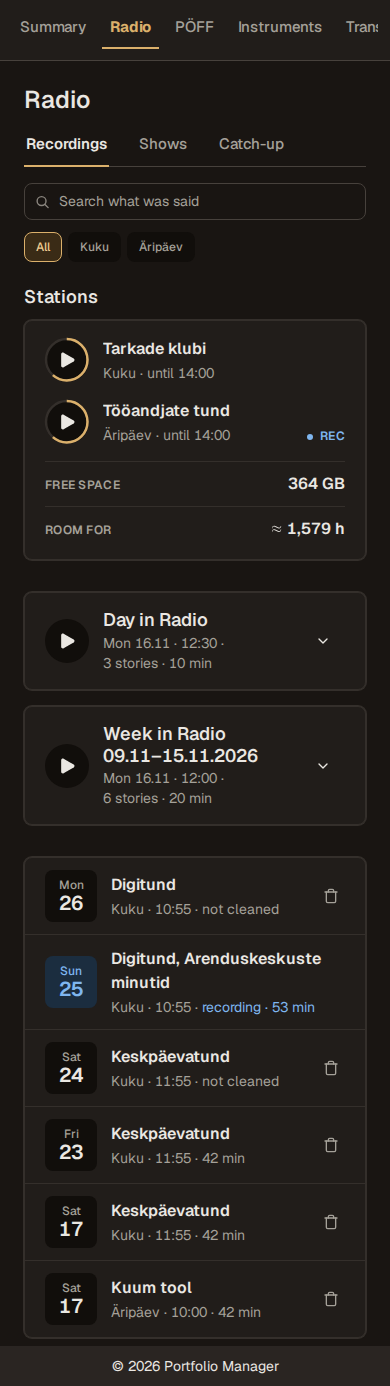 Summary Radio PÖFF Instruments Trans
Radio
Recordings Shows Catch-up
Search what was said
All Kuku Äripäev
Stations
Tarkade klubi
Kuku · until 14:00
Tööandjate tund
Äripäev · until 14:00 REC
FREE SPACE 364 GB
ROOM FOR ≈ 1,579 h
Day in Radio
Mon 16.11 · 12:30 ·
3 stories · 10 min
Week in Radio
09.11–15.11.2026
Mon 16.11 · 12:00 ·
6 stories · 20 min
Mon
26
Digitund
Kuku · 10:55 · not cleaned
Sun
25
Digitund, Arenduskeskuste
minutid
Kuku · 10:55 · recording · 53 min
Sat
24
Keskpäevatund
Kuku · 11:55 · not cleaned
Fri
23
Keskpäevatund
Kuku · 11:55 · 42 min
Sat
17
Keskpäevatund
Kuku · 11:55 · 42 min
Sat
17
Kuum tool
Äripäev · 10:00 · 42 min
© 2026 Portfolio Manager